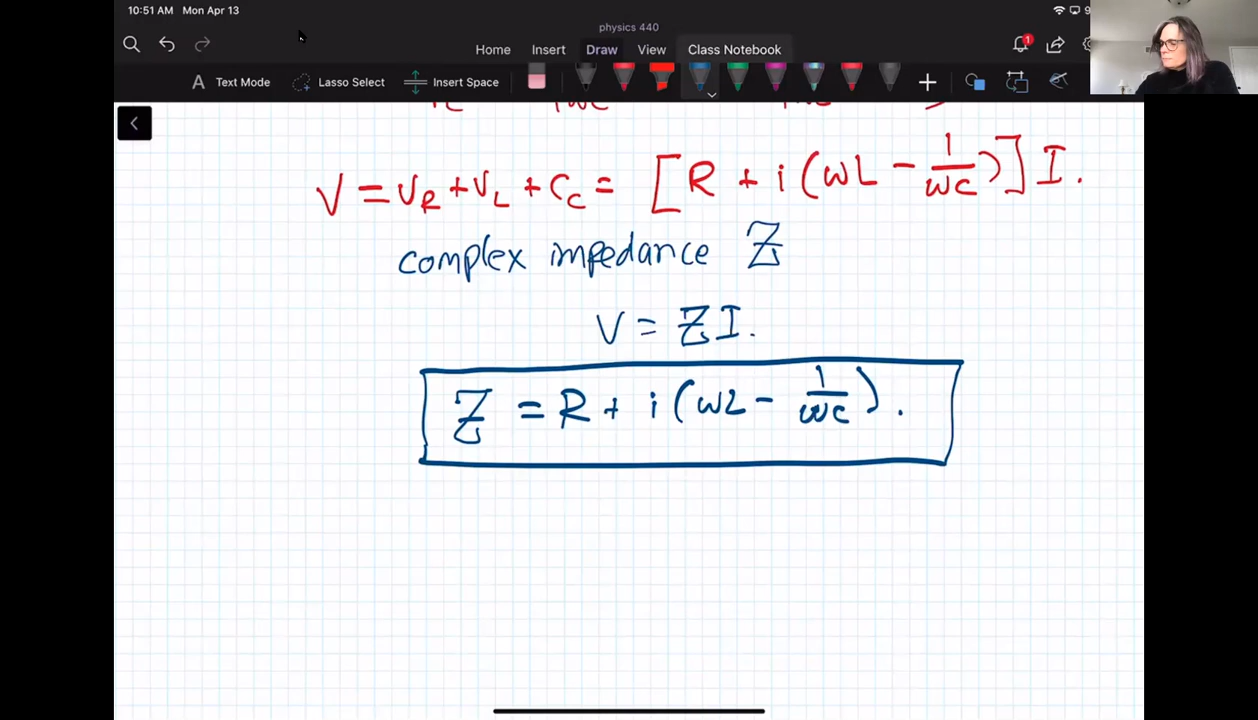 10:51 AM Mon Apr 13
physics 440
Home Insert Draw View Class Notebook
1
A Text Mode Lasso Select Insert Space
V = V_R + V_L + C_C = [R + i(ωL - 1/ωC)] I.
complex impedance Z
V = Z I.
Z = R + i(ωL - 1/ωC).